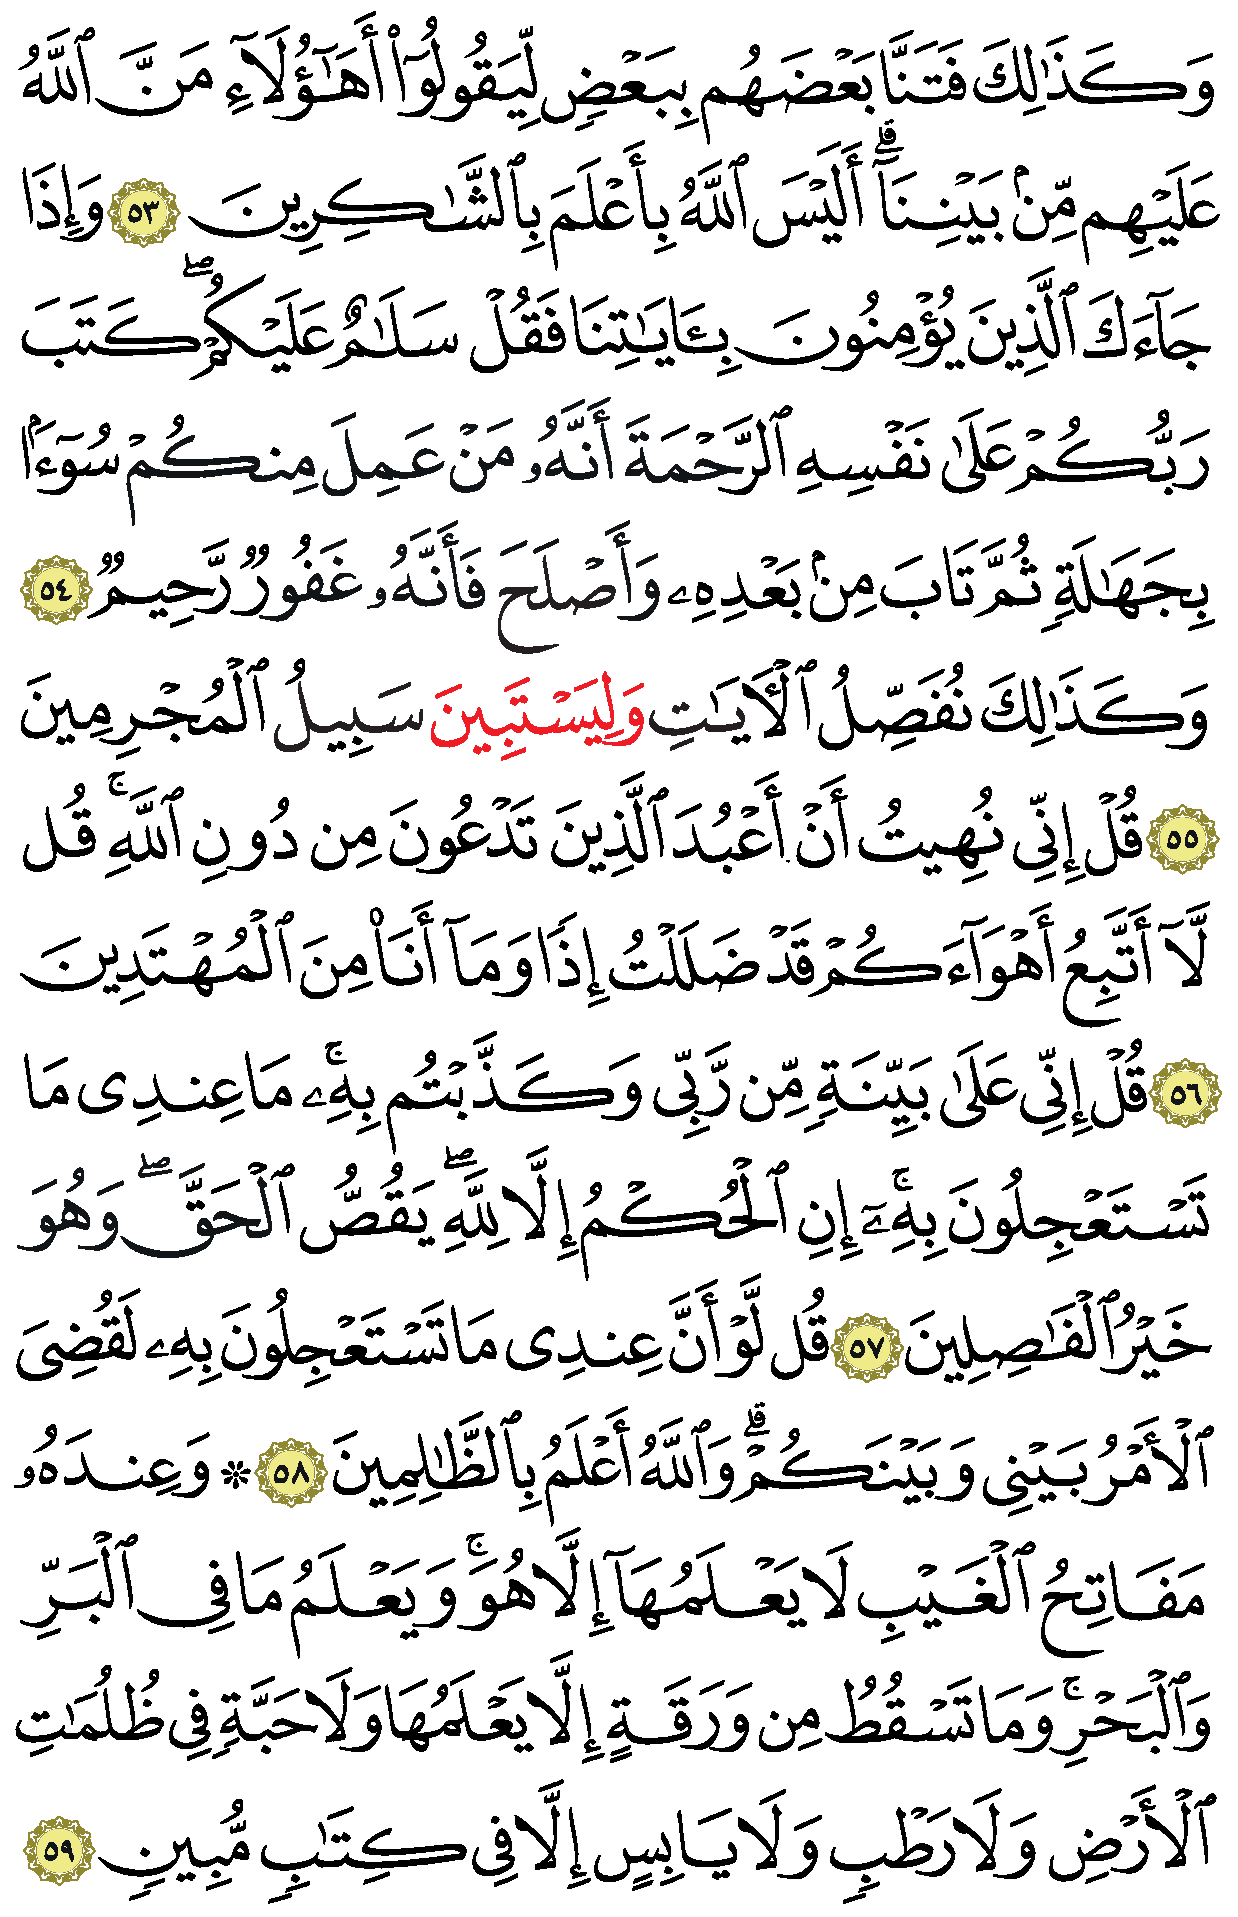 وَكَذَٰلِكَ فَتَنَّا بَعْضَهُم بِبَعْضٍ لِّيَقُولُوٓا۟ أَهَٰٓؤُلَآءِ مَنَّ ٱللَّهُ
عَلَيْهِم مِّنۢ بَيْنِنَآ ۗ أَلَيْسَ ٱللَّهُ بِأَعْلَمَ بِٱلشَّٰكِرِينَ ٥٣ وَإِذَا
جَآءَكَ ٱلَّذِينَ يُؤْمِنُونَ بِـَٔايَٰتِنَا فَقُلْ سَلَٰمٌ عَلَيْكُمْ ۖ كَتَبَ
رَبُّكُمْ عَلَىٰ نَفْسِهِ ٱلرَّحْمَةَ أَنَّهُۥ مَنْ عَمِلَ مِنكُمْ سُوٓءًۢا
بِجَهَٰلَةٍ ثُمَّ تَابَ مِنۢ بَعْدِهِۦ وَأَصْلَحَ فَأَنَّهُۥ غَفُورٌ رَّحِيمٌ ٥٤
وَكَذَٰلِكَ نُفَصِّلُ ٱلْـَٔايَٰتِ وَلِيَسْتَبِينَ سَبِيلُ ٱلْمُجْرِمِينَ
٥٥ قُلْ إِنِّى نُهِيتُ أَنْ أَعْبُدَ ٱلَّذِينَ تَدْعُونَ مِن دُونِ ٱللَّهِ ۚ قُل
لَّآ أَتَّبِعُ أَهْوَآءَكُمْ قَدْ ضَلَلْتُ إِذًا وَمَآ أَنَا۠ مِنَ ٱلْمُهْتَدِينَ
٥٦ قُلْ إِنِّى عَلَىٰ بَيِّنَةٍ مِّن رَّبِّى وَكَذَّبْتُم بِهِۦ ۚ مَا عِندِى مَا
تَسْتَعْجِلُونَ بِهِۦٓ ۚ إِنِ ٱلْحُكْمُ إِلَّا لِلَّهِ ۖ يَقُصُّ ٱلْحَقَّ ۖ وَهُوَ
خَيْرُ ٱلْفَٰصِلِينَ ٥٧ قُل لَّوْ أَنَّ عِندِى مَا تَسْتَعْجِلُونَ بِهِۦ لَقُضِىَ
ٱلْأَمْرُ بَيْنِى وَبَيْنَكُمْ ۗ وَٱللَّهُ أَعْلَمُ بِٱلظَّٰلِمِينَ ٥٨ ۞ وَعِندَهُۥ
مَفَاتِحُ ٱلْغَيْبِ لَا يَعْلَمُهَآ إِلَّا هُوَ ۚ وَيَعْلَمُ مَا فِى ٱلْبَرِّ
وَٱلْبَحْرِ ۚ وَمَا تَسْقُطُ مِن وَرَقَةٍ إِلَّا يَعْلَمُهَا وَلَا حَبَّةٍ فِى ظُلُمَٰتِ
ٱلْأَرْضِ وَلَا رَطْبٍ وَلَا يَابِسٍ إِلَّا فِى كِتَٰبٍ مُّبِينٍ ٥٩